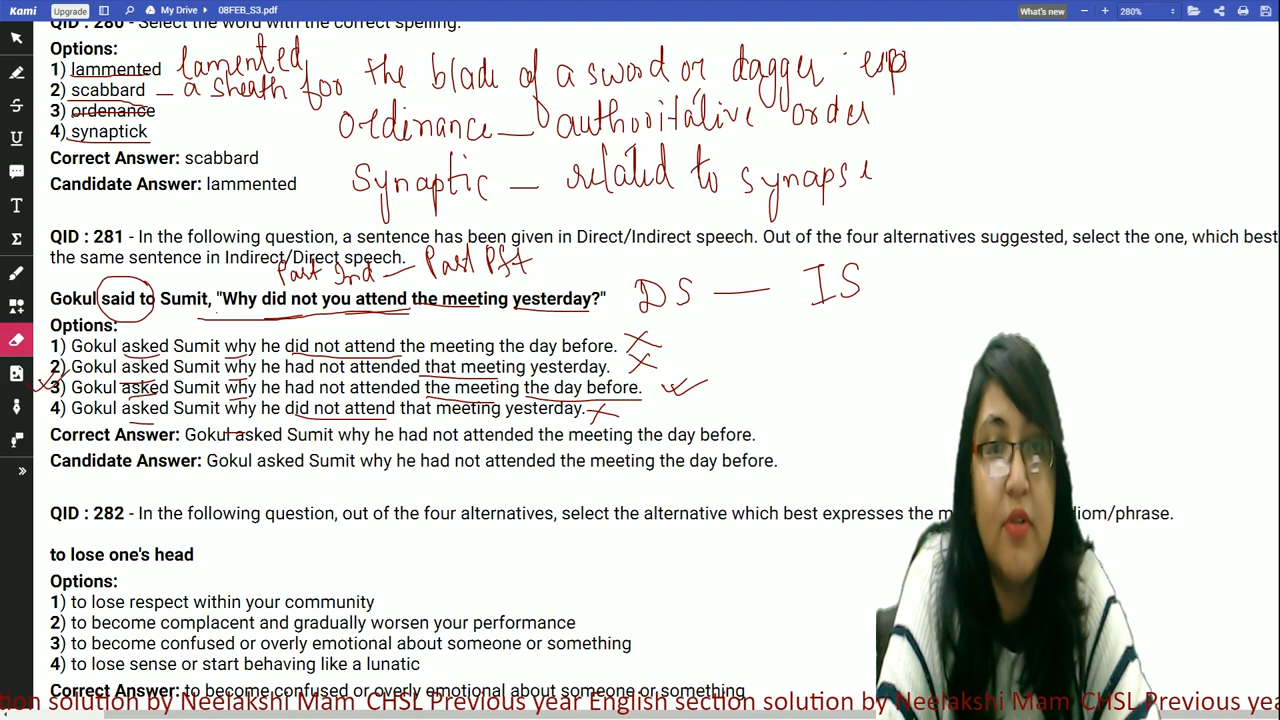 Kami Upgrade My Drive › 08FEB_S3.pdf What's new 280%
QID : 280 - Select the word with the correct spelling.
Options:
1) lammented lamented
2) scabbard — a sheath for the blade of a sword or dagger
3) ordenance Ordinance — authoritative order
4) synaptick
Correct Answer: scabbard
Candidate Answer: lammented Synaptic — related to synapse
QID : 281 - In the following question, a sentence has been given in Direct/Indirect speech. Out of the four alternatives suggested, select the one, which best
the same sentence in Indirect/Direct speech.
Past Ind — Past Pft
Gokul said to Sumit, "Why did not you attend the meeting yesterday?" DS — IS
Options:
1) Gokul asked Sumit why he did not attend the meeting the day before.
2) Gokul asked Sumit why he had not attended that meeting yesterday.
3) Gokul asked Sumit why he had not attended the meeting the day before.
4) Gokul asked Sumit why he did not attend that meeting yesterday.
Correct Answer: Gokul asked Sumit why he had not attended the meeting the day before.
Candidate Answer: Gokul asked Sumit why he had not attended the meeting the day before.
QID : 282 - In the following question, out of the four alternatives, select the alternative which best expresses the m diom/phrase.
to lose one's head
Options:
1) to lose respect within your community
2) to become complacent and gradually worsen your performance
3) to become confused or overly emotional about someone or something
4) to lose sense or start behaving like a lunatic
Correct Answer: to become confused or overly emotional about someone or something
tion solution by Neelakshi Mam CHSL Previous year English section solution by Neelakshi Mam CHSL Previous year